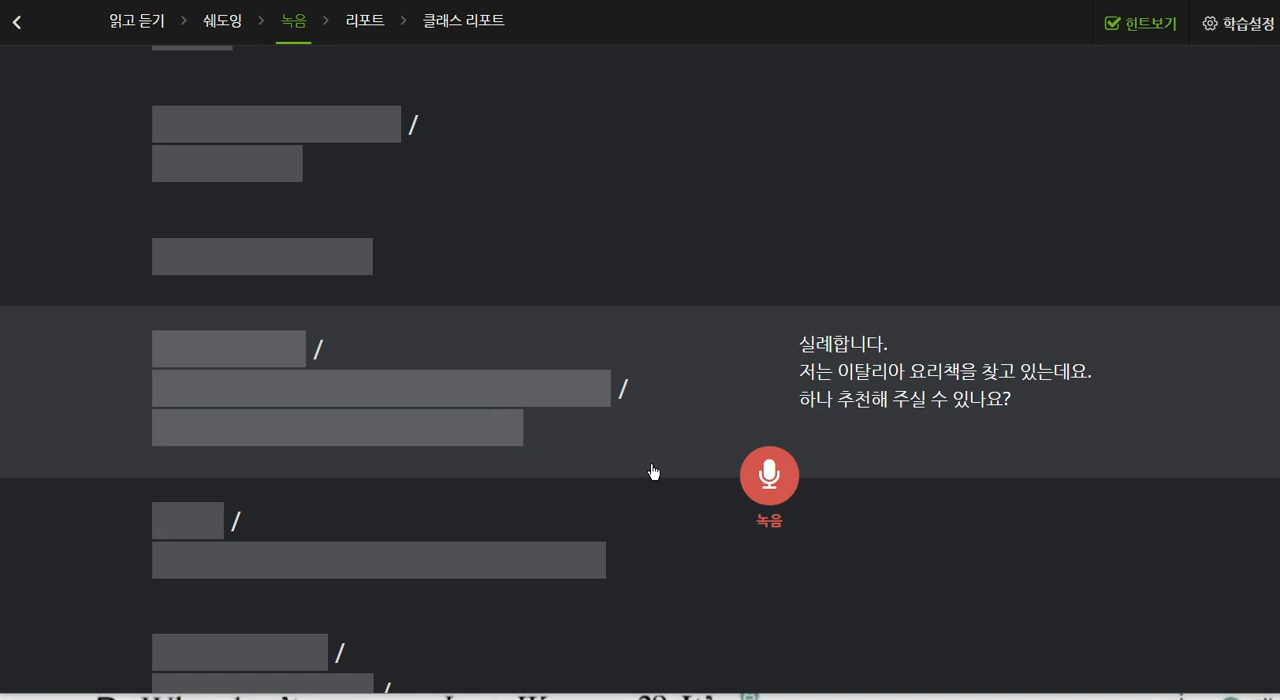 읽고 듣기 > 쉐도잉 > 녹음 > 리포트 > 클래스 리포트
힌트보기
학습설정
/
/
실레합니다.
/
저는 이탈리아 요리책을 찾고 있는데요.
하나 추천해 주실 수 있나요?
녹음
/
/
/